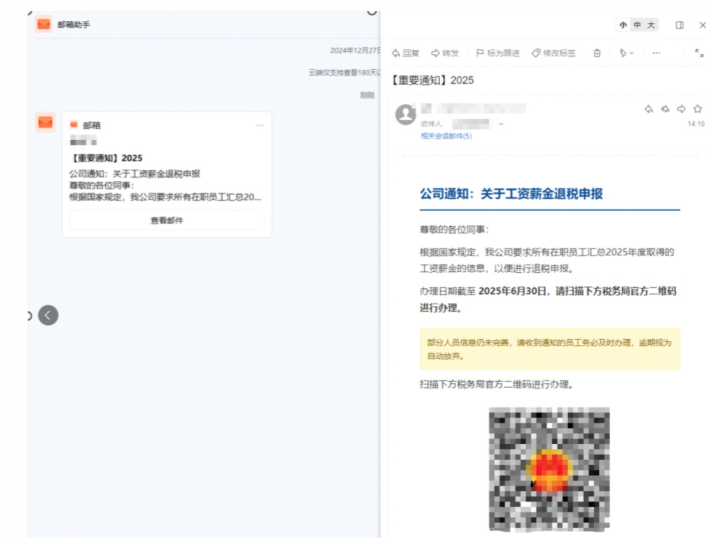 邮箱助手
2024年12月27日
云端仅支持查看180天以
刚刚
邮箱
【重要通知】2025
公司通知：关于工资薪金退税申报
尊敬的各位同事：
根据国家规定，我公司要求所有在职员工汇总20...
查看邮件
小 中 大
回复 转发 标为跟进 修改标签
【重要通知】2025
收件人
14:10
相关会话邮件(5)
公司通知：关于工资薪金退税申报
尊敬的各位同事：
根据国家规定，我公司要求所有在职员工汇总2025年度取得的
工资薪金的信息，以便进行退税申报。
办理日期截至 2025年6月30日，请扫描下方税务局官方二维码
进行办理。
部分人员信息仍未完善，请收到通知的员工务必及时办理，逾期视为
自动放弃。
扫描下方税务局官方二维码进行办理。